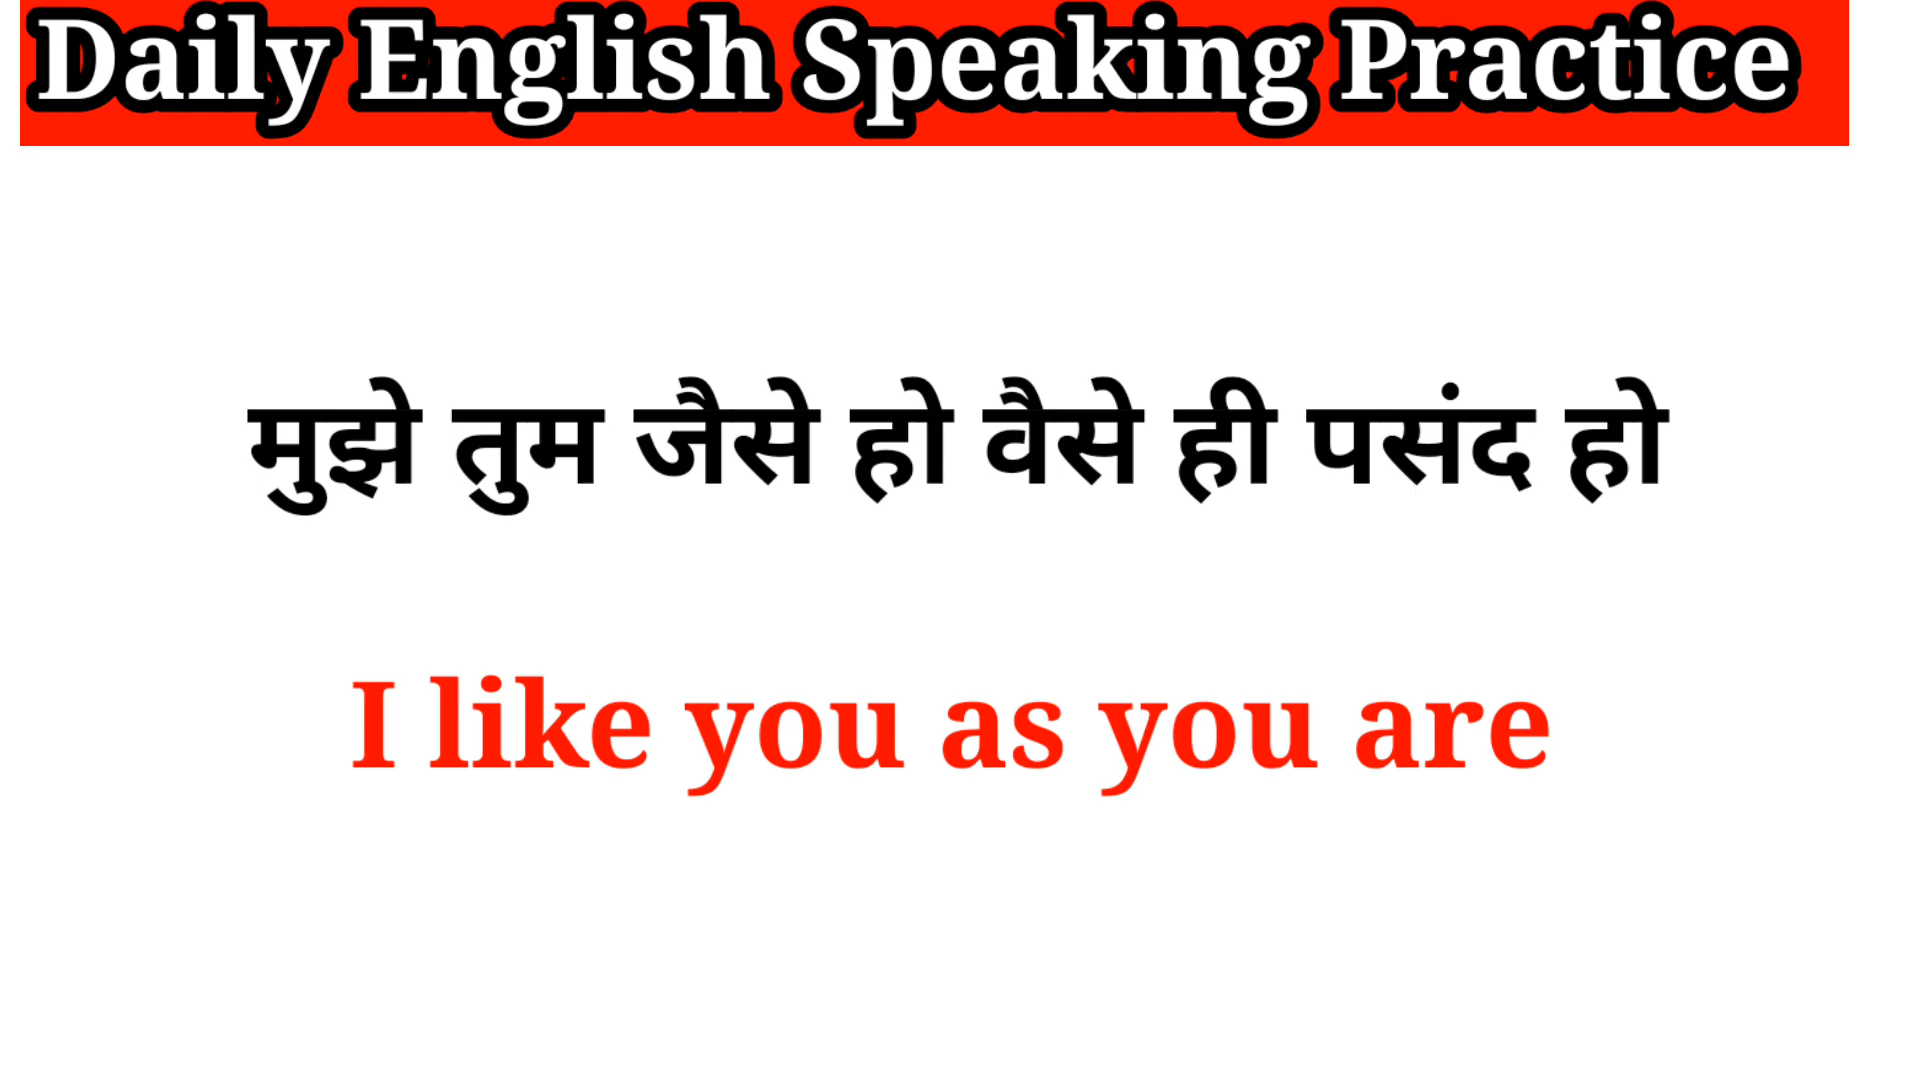 Daily English Speaking Practice
मुझे तुम जैसे हो वैसे ही पसंद हो
I like you as you are